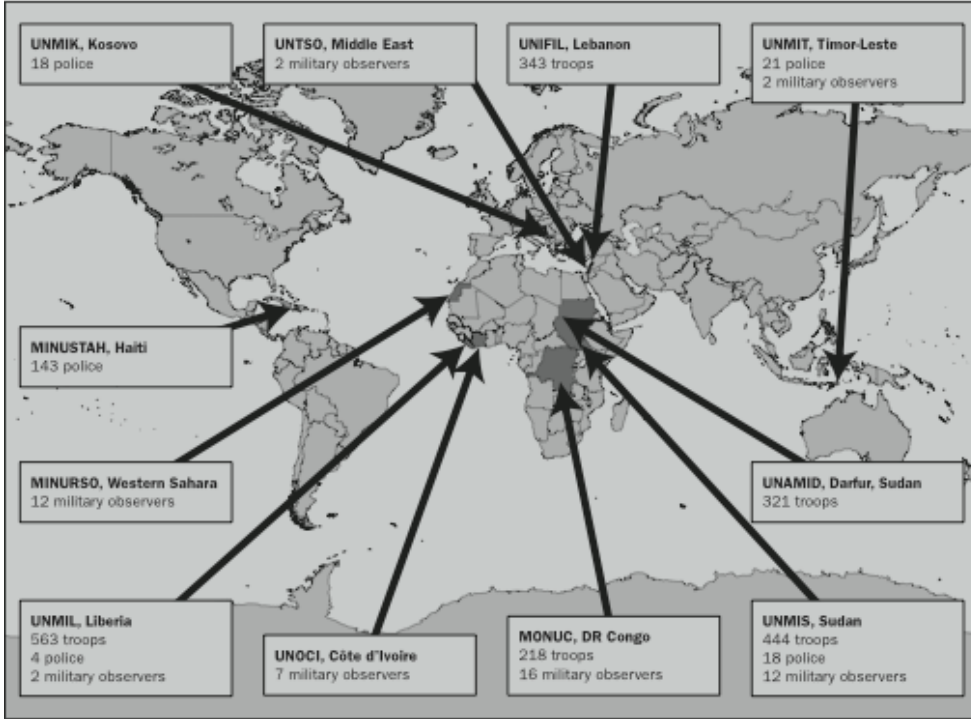 UNMIK, Kosovo
18 police
UNTSO, Middle East
2 military observers
UNIFIL, Lebanon
343 troops
UNMIT, Timor-Leste
21 police
2 military observers
MINUSTAH, Haiti
143 police
MINURSO, Western Sahara
12 military observers
UNAMID, Darfur, Sudan
321 troops
UNMIL, Liberia
563 troops
4 police
2 military observers
UNOCI, Côte d'Ivoire
7 military observers
MONUC, DR Congo
218 troops
16 military observers
UNMIS, Sudan
444 troops
18 police
12 military observers